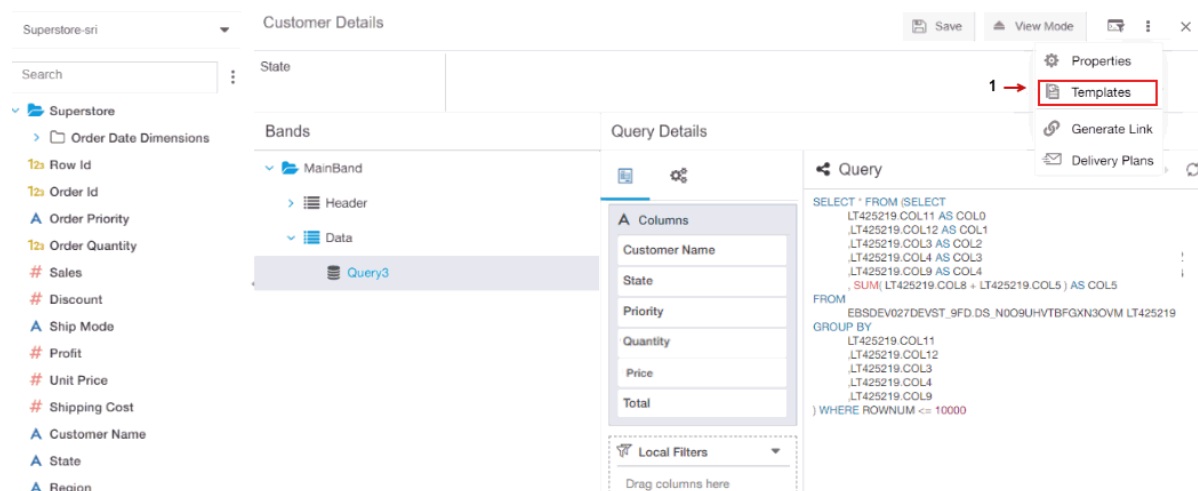 Superstore-sri
Customer Details
Save
View Mode
Search
State
Properties
1
Templates
Generate Link
Delivery Plans
Superstore
Order Date Dimensions
123 Row Id
123 Order Id
A Order Priority
123 Order Quantity
# Sales
# Discount
A Ship Mode
# Profit
# Unit Price
# Shipping Cost
A Customer Name
A State
A Region
Bands
MainBand
Header
Data
Query3
Query Details
A Columns
Customer Name
State
Priority
Quantity
Price
Total
Local Filters
Drag columns here
Query
SELECT * FROM (SELECT
LT425219.COL11 AS COL0
,LT425219.COL12 AS COL1
,LT425219.COL3 AS COL2
,LT425219.COL4 AS COL3
,LT425219.COL9 AS COL4
, SUM( LT425219.COL8 + LT425219.COL5 ) AS COL5
FROM
EBSDEV027DEVST_9FD.DS_N0O9UHVTBFGXN3OVM LT425219
GROUP BY
LT425219.COL11
,LT425219.COL12
,LT425219.COL3
,LT425219.COL4
,LT425219.COL9
) WHERE ROWNUM <= 10000